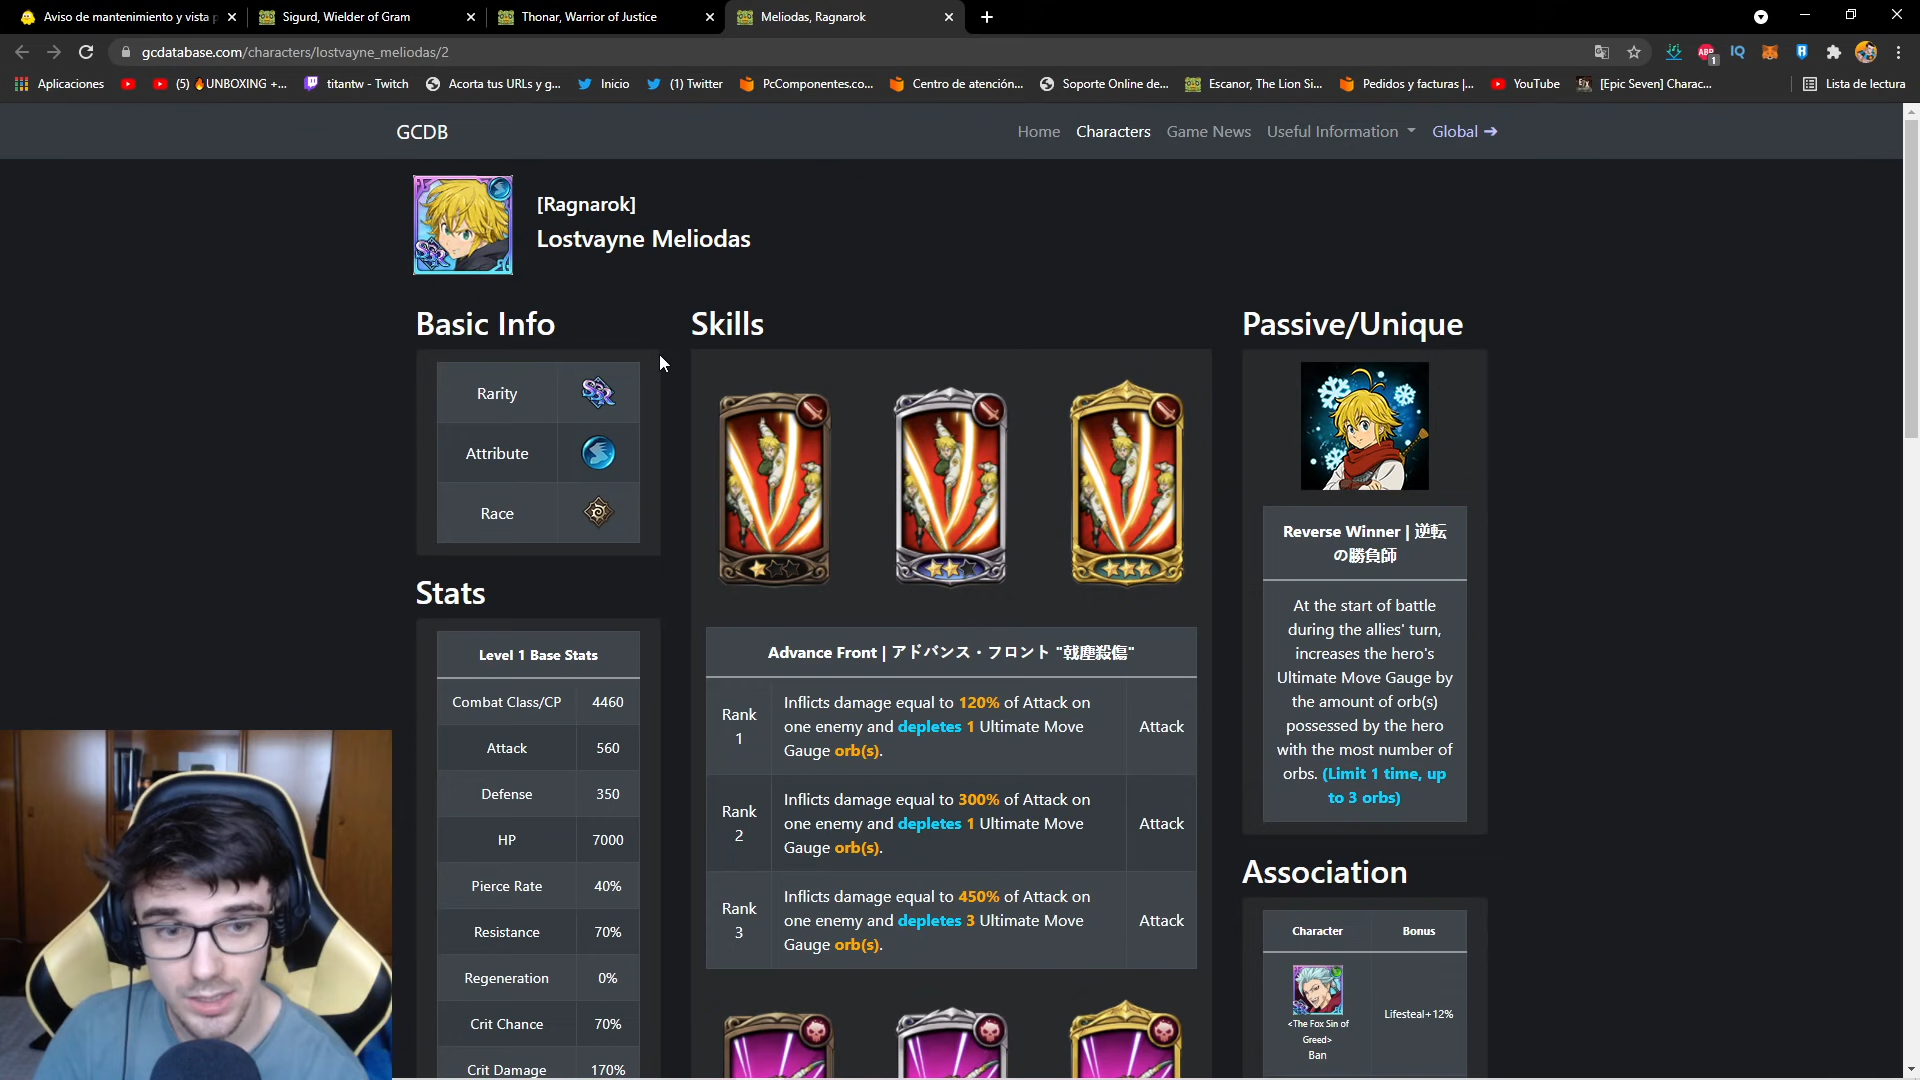 Aviso de mantenimiento y vista p
Sigurd, Wielder of Gram
Thonar, Warrior of Justice
Meliodas, Ragnarok
gcdatabase.com/characters/lostvayne_meliodas/2
ABP
1
IQ
Aplicaciones
(5) 🔥UNBOXING +...
titantw - Twitch
Acorta tus URLs y g...
Inicio
(1) Twitter
PcComponentes.co...
Centro de atención...
Soporte Online de...
Escanor, The Lion Si...
Pedidos y facturas |...
YouTube
[Epic Seven] Charac...
Lista de lectura
GCDB
Home
Characters
Game News
Useful Information
Global ➔
SSR
[Ragnarok]
Lostvayne Meliodas
Basic Info
Rarity
SSR
Attribute
Race
Stats
Level 1 Base Stats
Combat Class/CP 4460
Attack 560
Defense 350
HP 7000
Pierce Rate 40%
Resistance 70%
Regeneration 0%
Crit Chance 70%
Crit Damage 170%
Skills
Advance Front | アドバンス・フロント "戟塵殺傷"
Rank
1
Inflicts damage equal to 120% of Attack on
one enemy and depletes 1 Ultimate Move
Gauge orb(s).
Attack
Rank
2
Inflicts damage equal to 300% of Attack on
one enemy and depletes 1 Ultimate Move
Gauge orb(s).
Attack
Rank
3
Inflicts damage equal to 450% of Attack on
one enemy and depletes 3 Ultimate Move
Gauge orb(s).
Attack
Passive/Unique
Reverse Winner | 逆転
の勝負師
At the start of battle
during the allies' turn,
increases the hero's
Ultimate Move Gauge by
the amount of orb(s)
possessed by the hero
with the most number of
orbs. (Limit 1 time, up
to 3 orbs)
Association
Character
Bonus
<The Fox Sin of
Greed>
Ban
Lifesteal+12%